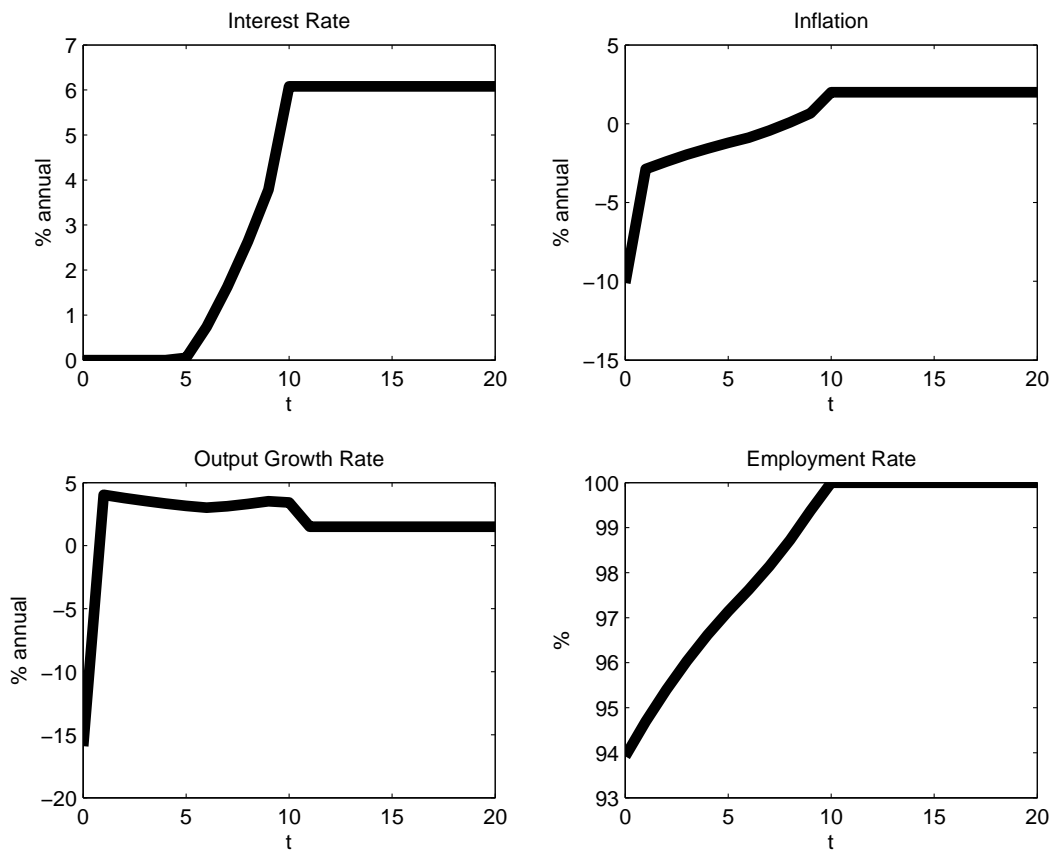 Interest Rate
7
6
5
4
3
2
1
0
% annual
0 5 10 15 20
t
Inflation
5
0
−5
−10
−15
% annual
0 5 10 15 20
t
Output Growth Rate
5
0
−5
−10
−15
−20
% annual
0 5 10 15 20
t
Employment Rate
100
99
98
97
96
95
94
93
%
0 5 10 15 20
t